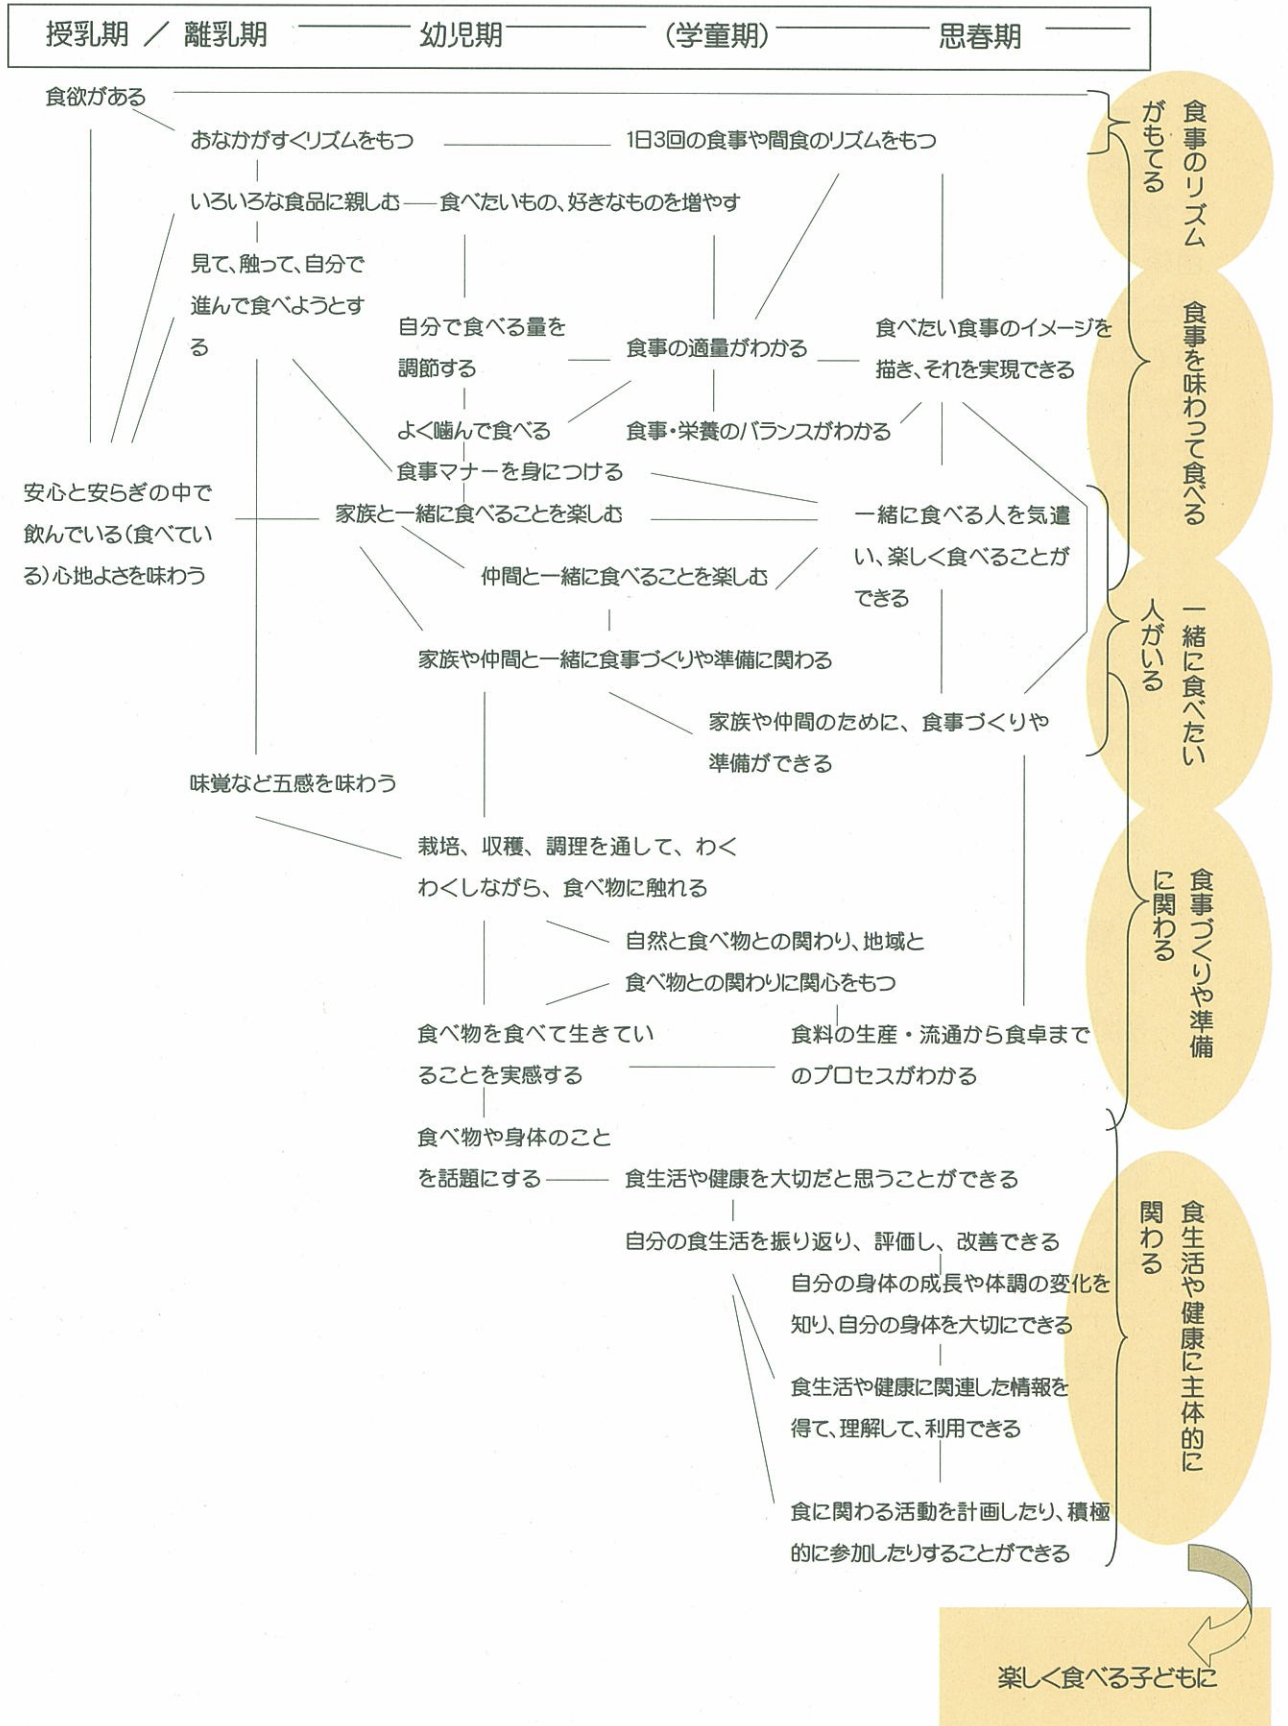 授乳期 ／ 離乳期 幼児期 (学童期) 思春期
食欲がある
おなかがすくリズムをもつ
1日3回の食事や間食のリズムをもつ
いろいろな食品に親しむ
食べたいもの、好きなものを増やす
見て、触って、自分で
進んで食べようとす
る
自分で食べる量を
調節する
食事の適量がわかる
食べたい食事のイメージを
描き、それを実現できる
よく噛んで食べる
食事・栄養のバランスがわかる
食事マナーを身につける
安心と安らぎの中で
飲んでいる(食べてい
る)心地よさを味わう
家族と一緒に食べることを楽しむ
一緒に食べる人を気遣
い、楽しく食べることが
できる
仲間と一緒に食べることを楽しむ
家族や仲間と一緒に食事づくりや準備に関わる
家族や仲間のために、食事づくりや
準備ができる
味覚など五感を味わう
栽培、収穫、調理を通して、わく
わくしながら、食べ物に触れる
自然と食べ物との関わり、地域と
食べ物との関わりに関心をもつ
食べ物を食べて生きてい
ることを実感する
食料の生産・流通から食卓まで
のプロセスがわかる
食べ物や身体のこと
を話題にする
食生活や健康を大切だと思うことができる
自分の食生活を振り返り、評価し、改善できる
自分の身体の成長や体調の変化を
知り、自分の身体を大切にできる
食生活や健康に関連した情報を
得て、理解して、利用できる
食に関わる活動を計画したり、積極
的に参加したりすることができる
食事のリズム
がもてる
食事を味わって食べる
一緒に食べたい
人がいる
食事づくりや準備
に関わる
食生活や健康に主体的に
関わる
楽しく食べる子どもに